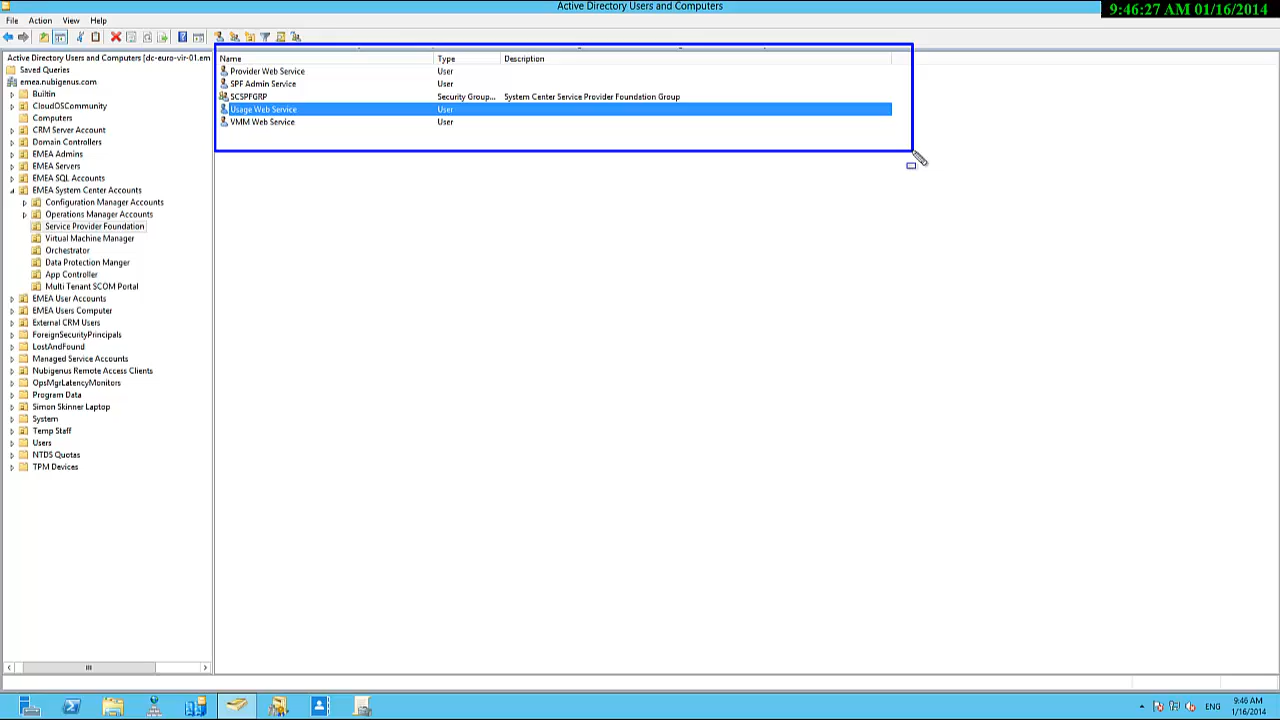 Active Directory Users and Computers
9:46:27 AM 01/16/2014
File Action View Help
Active Directory Users and Computers [dc-euro-vir-01.em
Saved Queries
emea.nubigenus.com
Builtin
CloudOSCommunity
Computers
CRM Server Account
Domain Controllers
EMEA Admins
EMEA Servers
EMEA SQL Accounts
EMEA System Center Accounts
Configuration Manager Accounts
Operations Manager Accounts
Service Provider Foundation
Virtual Machine Manager
Orchestrator
Data Protection Manger
App Controller
Multi Tenant SCOM Portal
EMEA User Accounts
EMEA Users Computer
External CRM Users
ForeignSecurityPrincipals
LostAndFound
Managed Service Accounts
Nubigenus Remote Access Clients
OpsMgrLatencyMonitors
Program Data
Simon Skinner Laptop
System
Temp Staff
Users
NTDS Quotas
TPM Devices
Name Type Description
Provider Web Service User
SPF Admin Service User
SCSPFGRP Security Group... System Center Service Provider Foundation Group
Usage Web Service User
VMM Web Service User
ENG
9:46 AM
1/16/2014